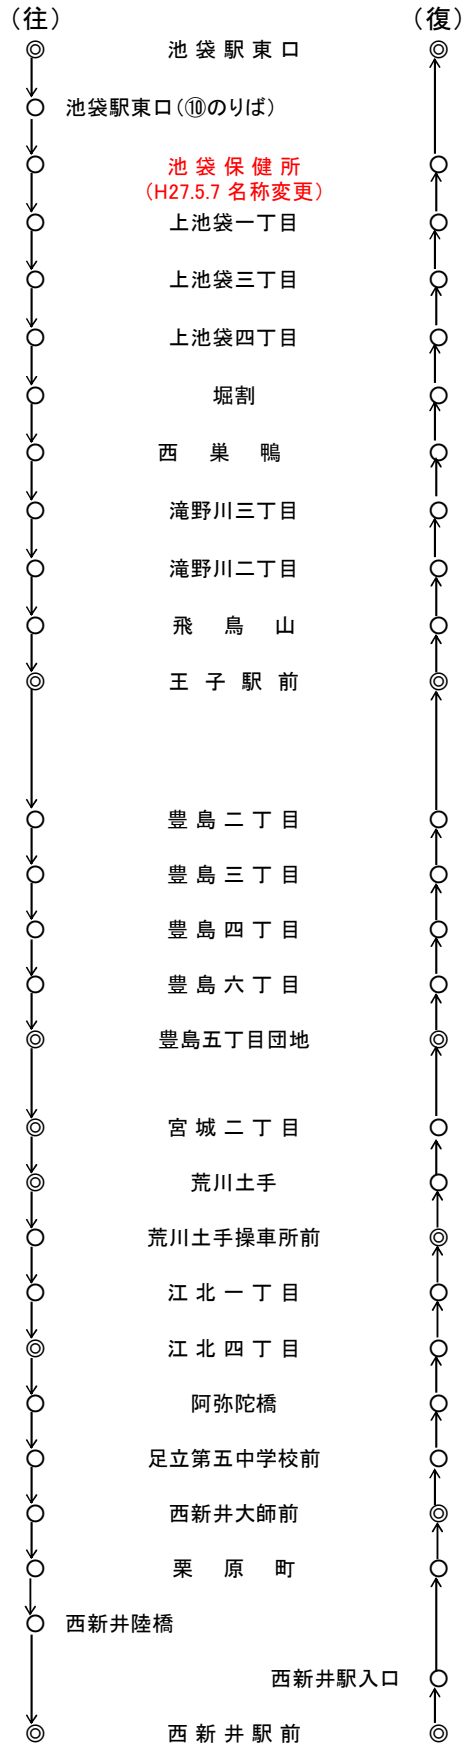 （往） （復）
池袋駅東口
池袋駅東口（⑩のりば）
池袋保健所
（H27.5.7 名称変更）
上池袋一丁目
上池袋三丁目
上池袋四丁目
堀割
西巣鴨
滝野川三丁目
滝野川二丁目
飛鳥山
王子駅前
豊島二丁目
豊島三丁目
豊島四丁目
豊島六丁目
豊島五丁目団地
宮城二丁目
荒川土手
荒川土手操車所前
江北一丁目
江北四丁目
阿弥陀橋
足立第五中学校前
西新井大師前
栗原町
西新井陸橋
西新井駅入口
西新井駅前